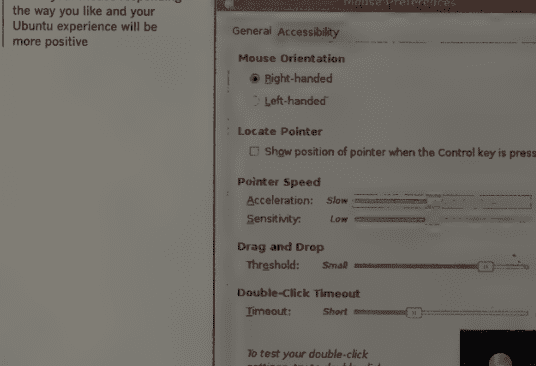 the way you like and your
Ubuntu experience will be
more positive
Mouse Preferences
General Accessibility
Mouse Orientation
Right-handed
Left-handed
Locate Pointer
Show position of pointer when the Control key is press
Pointer Speed
Acceleration: Slow
Sensitivity: Low
Drag and Drop
Threshold: Small
Double-Click Timeout
Timeout: Short
To test your double-click